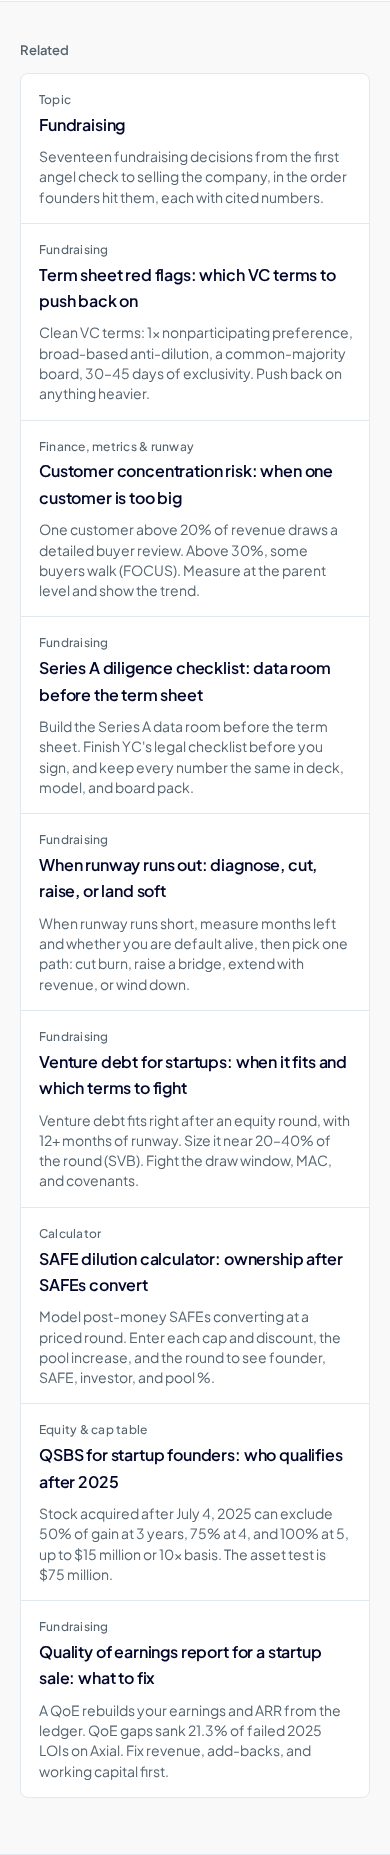 Related
Topic
Fundraising
Seventeen fundraising decisions from the first
angel check to selling the company, in the order
founders hit them, each with cited numbers.
Fundraising
Term sheet red flags: which VC terms to
push back on
Clean VC terms: 1x nonparticipating preference,
broad-based anti-dilution, a common-majority
board, 30–45 days of exclusivity. Push back on
anything heavier.
Finance, metrics & runway
Customer concentration risk: when one
customer is too big
One customer above 20% of revenue draws a
detailed buyer review. Above 30%, some
buyers walk (FOCUS). Measure at the parent
level and show the trend.
Fundraising
Series A diligence checklist: data room
before the term sheet
Build the Series A data room before the term
sheet. Finish YC's legal checklist before you
sign, and keep every number the same in deck,
model, and board pack.
Fundraising
When runway runs out: diagnose, cut,
raise, or land soft
When runway runs short, measure months left
and whether you are default alive, then pick one
path: cut burn, raise a bridge, extend with
revenue, or wind down.
Fundraising
Venture debt for startups: when it fits and
which terms to fight
Venture debt fits right after an equity round, with
12+ months of runway. Size it near 20–40% of
the round (SVB). Fight the draw window, MAC,
and covenants.
Calculator
SAFE dilution calculator: ownership after
SAFEs convert
Model post-money SAFEs converting at a
priced round. Enter each cap and discount, the
pool increase, and the round to see founder,
SAFE, investor, and pool %.
Equity & cap table
QSBS for startup founders: who qualifies
after 2025
Stock acquired after July 4, 2025 can exclude
50% of gain at 3 years, 75% at 4, and 100% at 5,
up to $15 million or 10x basis. The asset test is
$75 million.
Fundraising
Quality of earnings report for a startup
sale: what to fix
A QoE rebuilds your earnings and ARR from the
ledger. QoE gaps sank 21.3% of failed 2025
LOIs on Axial. Fix revenue, add-backs, and
working capital first.